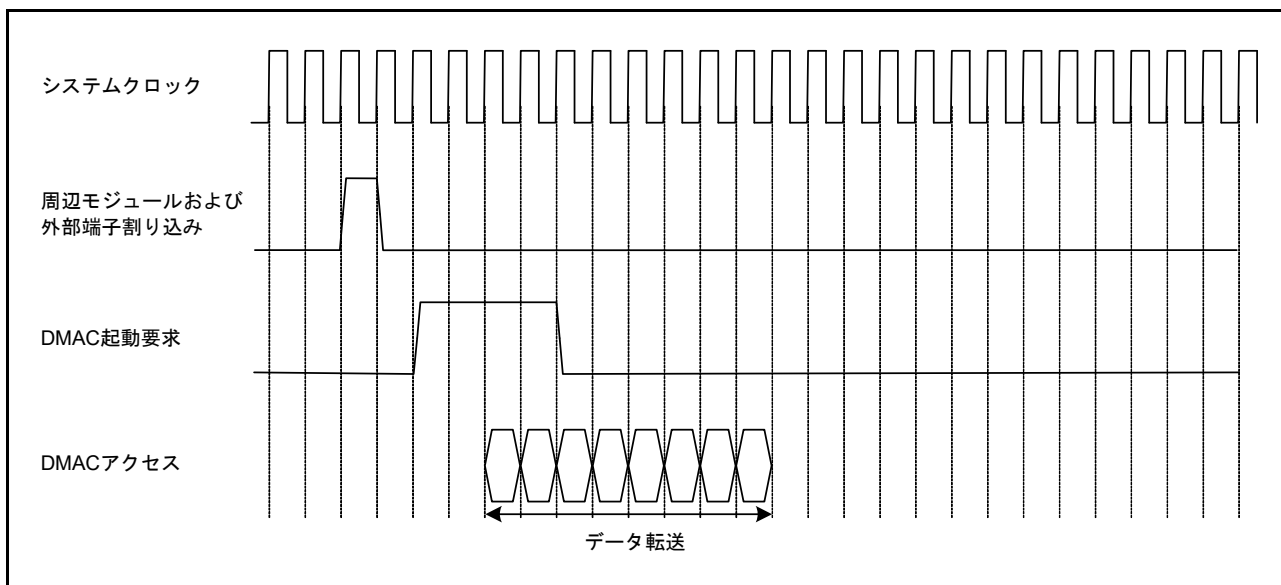 システムクロック
周辺モジュールおよび
外部端子割り込み
DMAC起動要求
DMACアクセス
データ転送